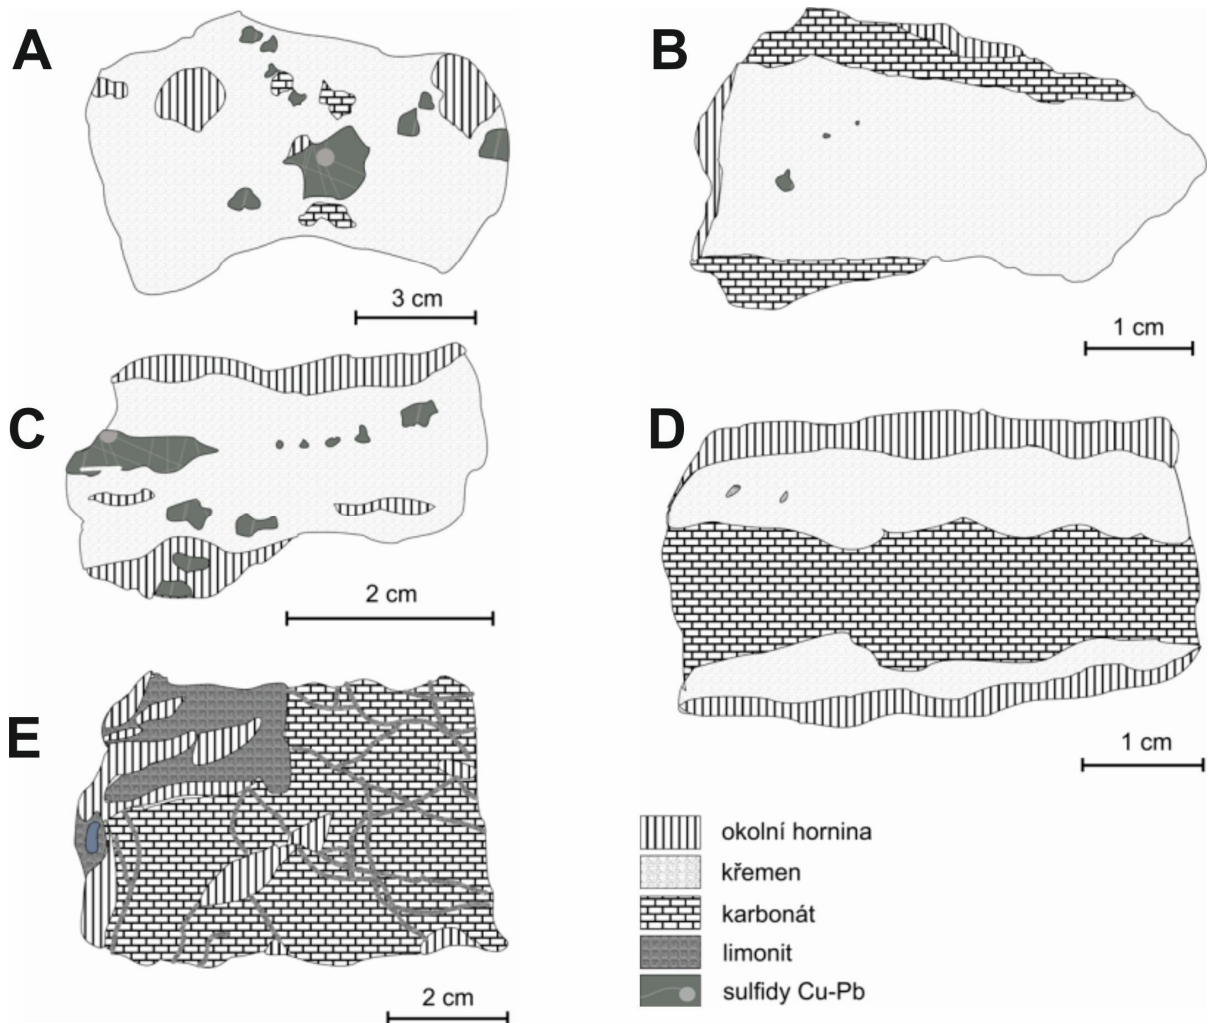 A
B
3 cm
1 cm
C
D
2 cm
E
1 cm
okolní hornina
křemen
karbonát
limonit
sulfidy Cu-Pb
2 cm